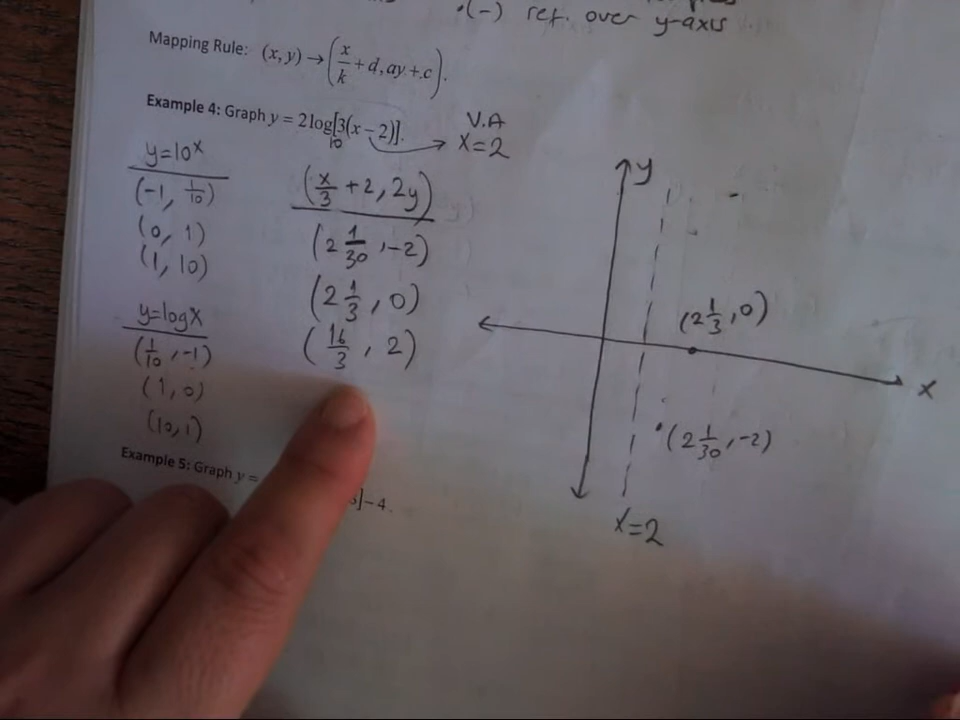 •(-) ref. over y-axis
Mapping Rule: (x, y) → (x/k + d, ay + c).
Example 4: Graph y = 2log[3(x – 2)].
10
V.A
x=2
y=10^x
(-1, 1/10)
(0, 1)
(1, 10)
y=logx
(1/10, -1)
(1, 0)
(10, 1)
(x/3 + 2, 2y)
(2 1/30, -2)
(2 1/3, 0)
(16/3, 2)
y
(2 1/3, 0)
x
(2 1/30, -2)
x=2
Example 5: Graph y =
]– 4.